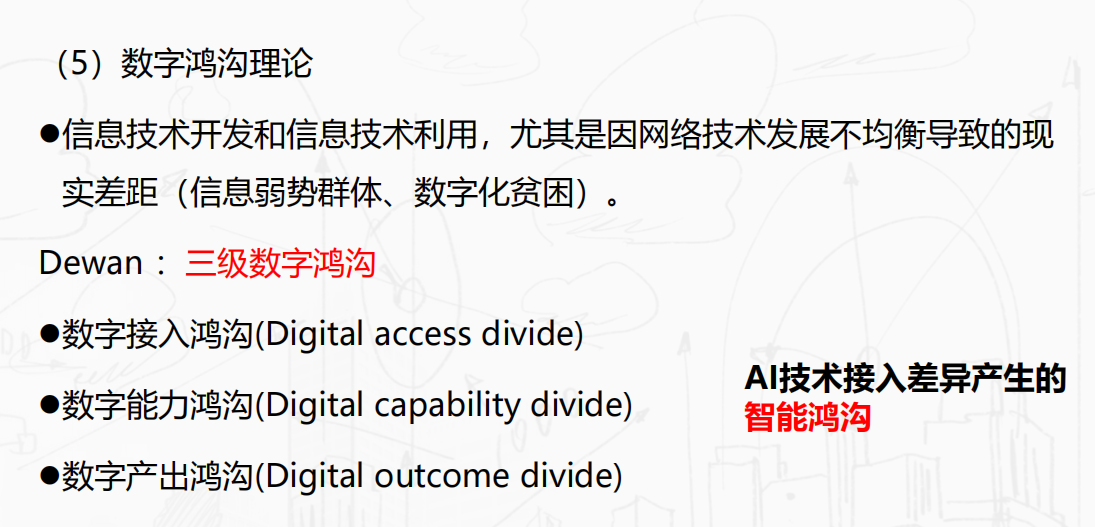 （5）数字鸿沟理论
●信息技术开发和信息技术利用，尤其是因网络技术发展不均衡导致的现
实差距（信息弱势群体、数字化贫困）。
Dewan ：三级数字鸿沟
●数字接入鸿沟(Digital access divide)
●数字能力鸿沟(Digital capability divide)
●数字产出鸿沟(Digital outcome divide)
AI技术接入差异产生的
智能鸿沟